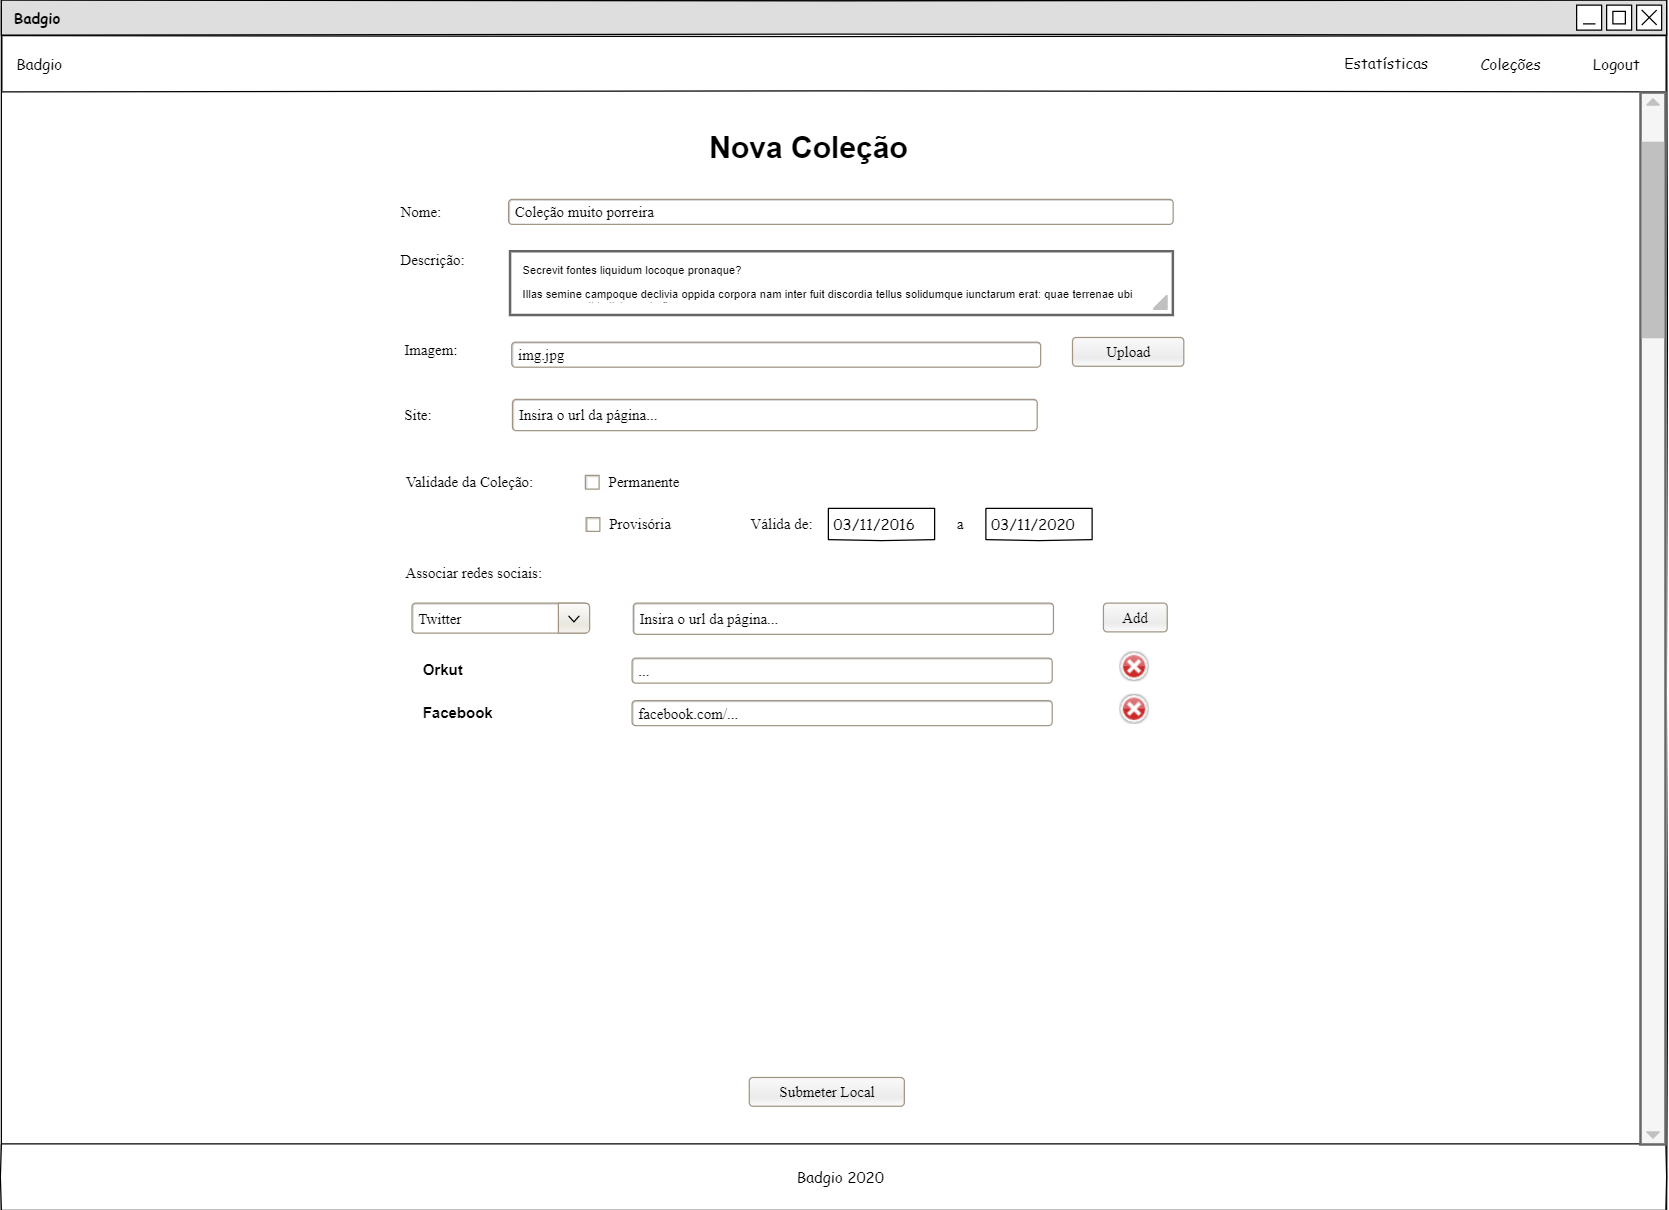 Badgio
Badgio Estatísticas Coleções Logout
Nova Coleção
Nome: Coleção muito porreira
Descrição: Secrevit fontes liquidum locoque pronaque?
Illas semine campoque declivia oppida corpora nam inter fuit discordia tellus solidumque iunctarum erat: quae terrenae ubi
Imagem: img.jpg Upload
Site: Insira o url da página...
Validade da Coleção: Permanente
Provisória Válida de: 03/11/2016 a 03/11/2020
Associar redes sociais:
Twitter Insira o url da página... Add
Orkut ...
Facebook facebook.com/...
Submeter Local
Badgio 2020